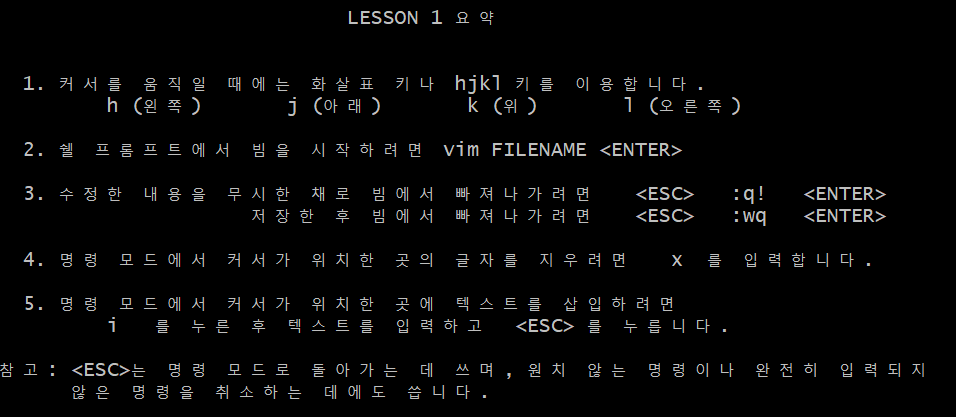 LESSON 1 요약
1. 커서를 움직일 때에는 화살표 키나 hjkl 키를 이용합니다.
h (왼쪽) j (아래) k (위) l (오른쪽)
2. 쉘 프롬프트에서 빔을 시작하려면 vim FILENAME <ENTER>
3. 수정한 내용을 무시한 채로 빔에서 빠져나가려면 <ESC> :q! <ENTER>
저장한 후 빔에서 빠져나가려면 <ESC> :wq <ENTER>
4. 명령 모드에서 커서가 위치한 곳의 글자를 지우려면 x 를 입력합니다.
5. 명령 모드에서 커서가 위치한 곳에 텍스트를 삽입하려면
i 를 누른 후 텍스트를 입력하고 <ESC> 를 누릅니다.
참고: <ESC>는 명령 모드로 돌아가는 데 쓰며, 원치 않는 명령이나 완전히 입력되지
않은 명령을 취소하는 데에도 씁니다.